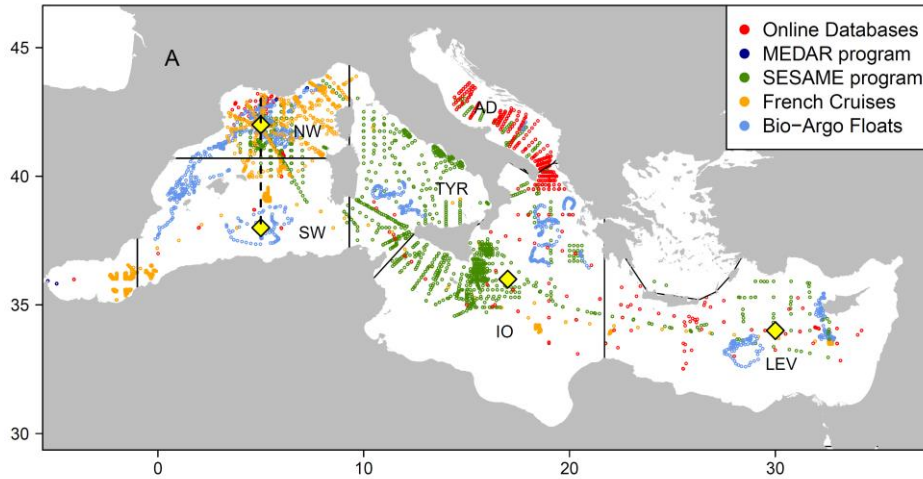 A
Online Databases
MEDAR program
SESAME program
French Cruises
Bio-Argo Floats
45
AD
NW
40
TYR
SW
35
IO
LEV
30
0 10 20 30